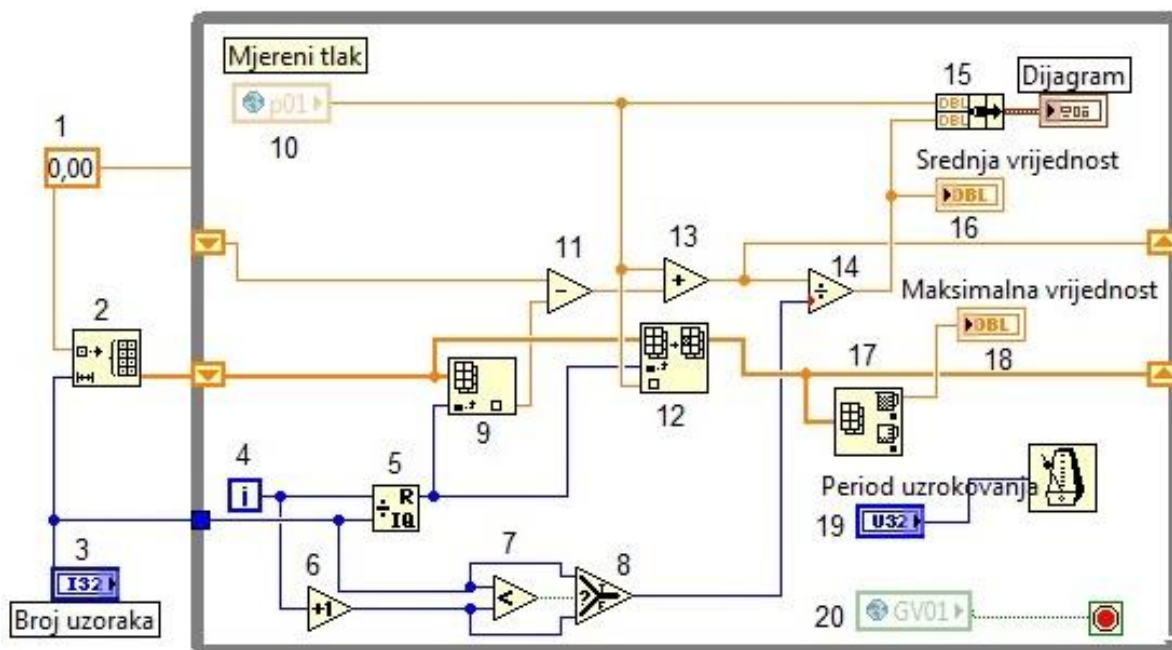 Mjereni tlak
p01
10
15
DBL
DBL
Dijagram
1
0,00
Srednja vrijednost
DBL
16
11
13
14
Maksimalna vrijednost
DBL
18
2
9
12
17
4
i
5
R
IQ
Period uzrokovanja
19
U32
3
I32
Broj uzoraka
6
+1
7
<
8
?
T
F
20
GV01